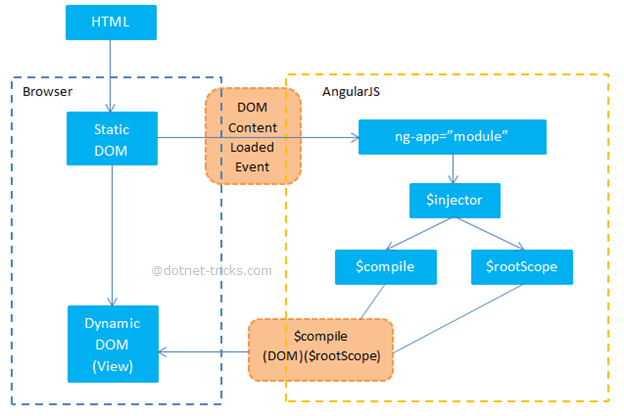 HTML
Browser
AngularJS
DOM
Content
Loaded
Event
Static
DOM
ng-app=”module”
$injector
$compile
$rootScope
@dotnet-tricks.com
Dynamic
DOM
(View)
$compile
(DOM)($rootScope)